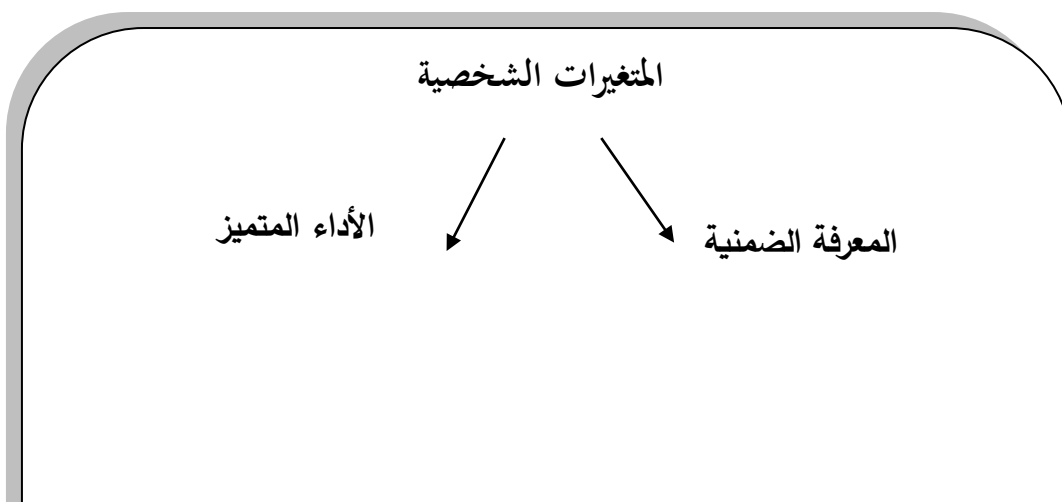 المتغيرات الشخصية
المعرفة الضمنية
الأداء المتميز